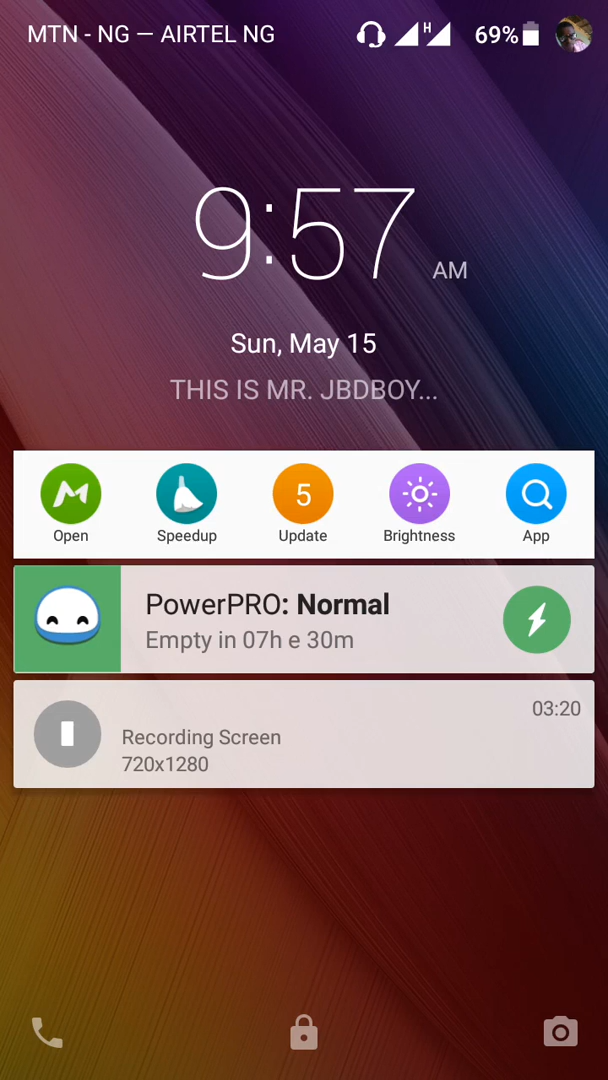 MTN - NG — AIRTEL NG H 69%
9:57 AM
Sun, May 15
THIS IS MR. JBDBOY...
5
Open Speedup Update Brightness App
PowerPRO: Normal
Empty in 07h e 30m
03:20
Recording Screen
720x1280